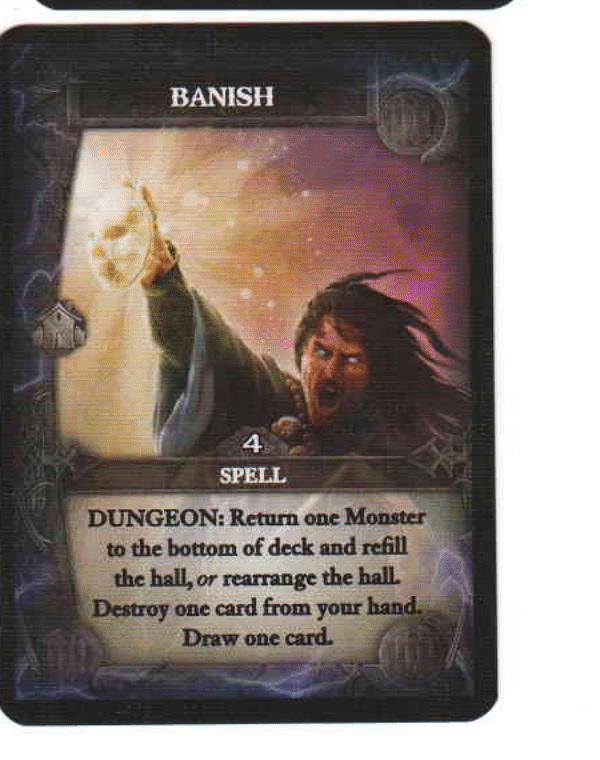 BANISH
4
SPELL
DUNGEON: Return one Monster
to the bottom of deck and refill
the hall, or rearrange the hall.
Destroy one card from your hand.
Draw one card.